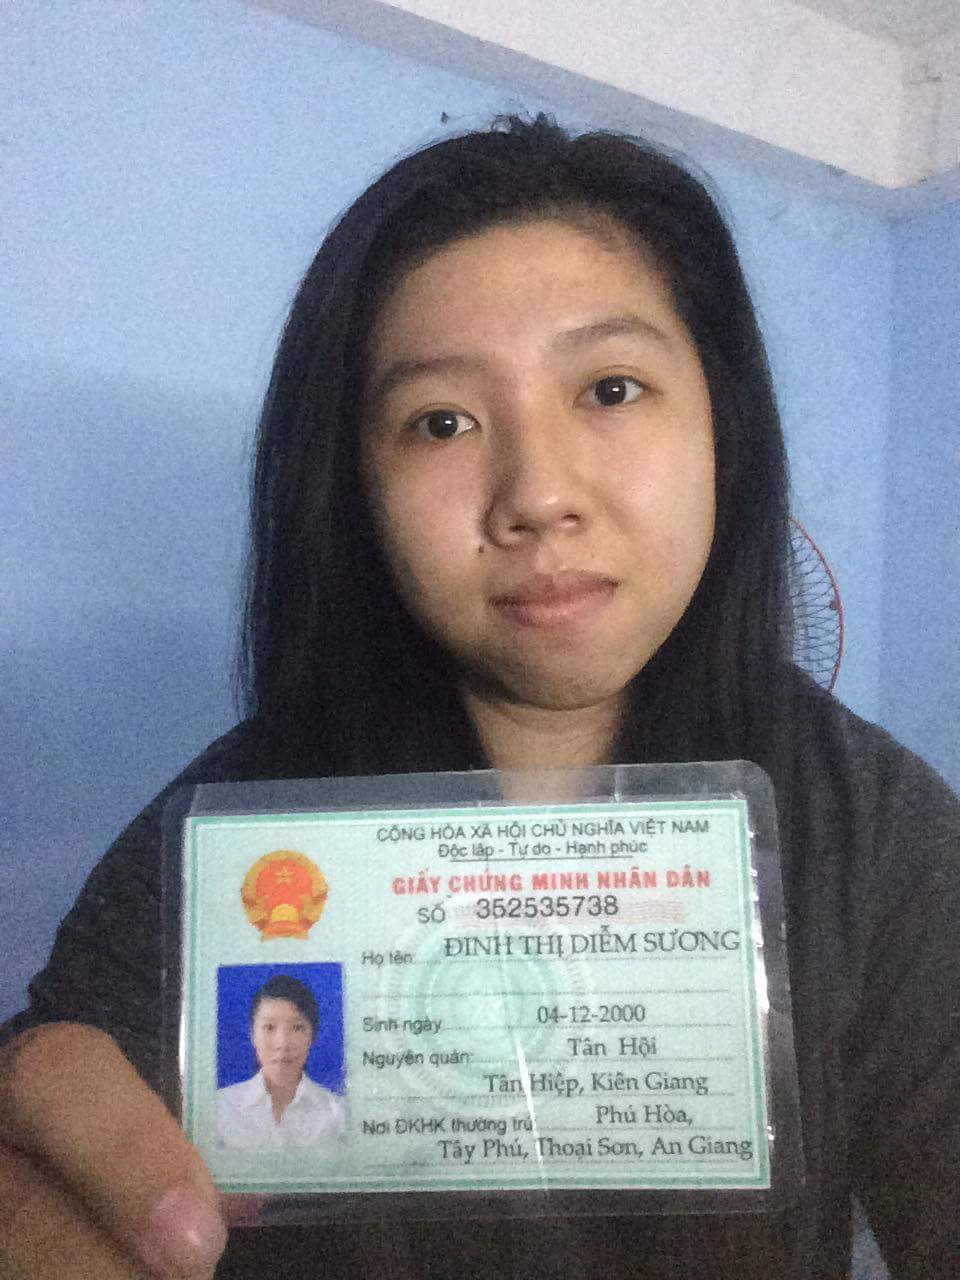 CỘNG HÒA XÃ HỘI CHỦ NGHĨA VIỆT NAM
Độc lập - Tự do - Hạnh phúc
GIẤY CHỨNG MINH NHÂN DÂN
SỐ 352535738
Họ tên ĐINH THỊ DIỄM SƯƠNG
Sinh ngày 04-12-2000
Nguyên quán: Tân Hội
Tân Hiệp, Kiên Giang
Nơi ĐKHK thường trú Phú Hòa,
Tây Phú, Thoại Sơn, An Giang